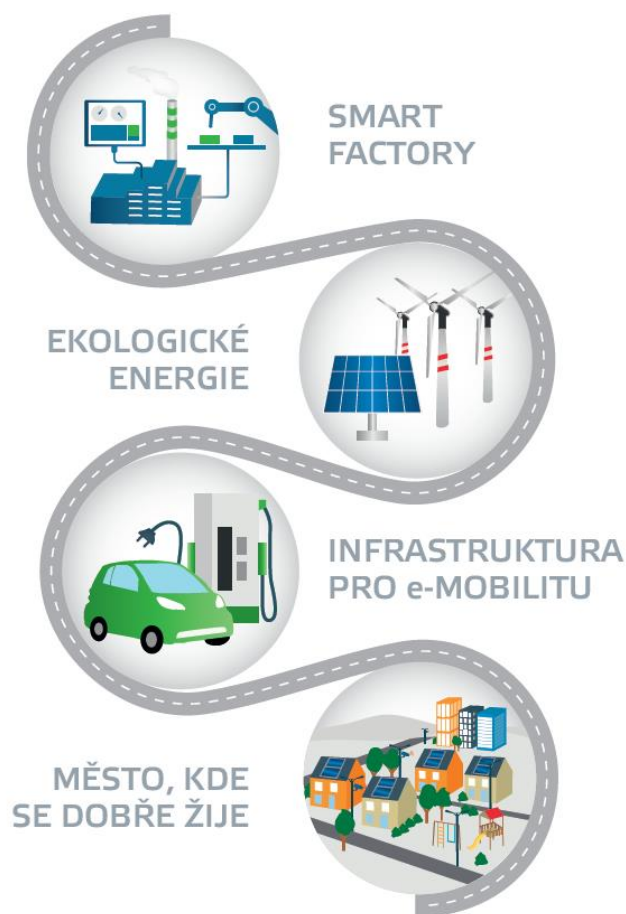 SMART
FACTORY
EKOLOGICKÉ
ENERGIE
INFRASTRUKTURA
PRO e-MOBILITU
MĚSTO, KDE
SE DOBŘE ŽIJE